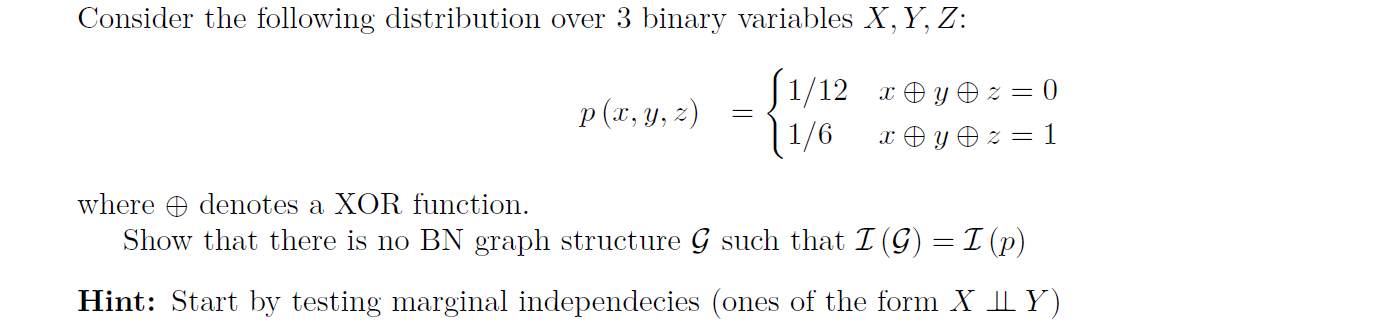 Consider the following distribution over 3 binary variables X, Y, Z:
p (x, y, z) = { 1/12 x ⊕ y ⊕ z = 0
1/6 x ⊕ y ⊕ z = 1
where ⊕ denotes a XOR function.
Show that there is no BN graph structure 𝒢 such that ℐ (𝒢) = ℐ (p)
Hint: Start by testing marginal independecies (ones of the form X ⫫ Y)